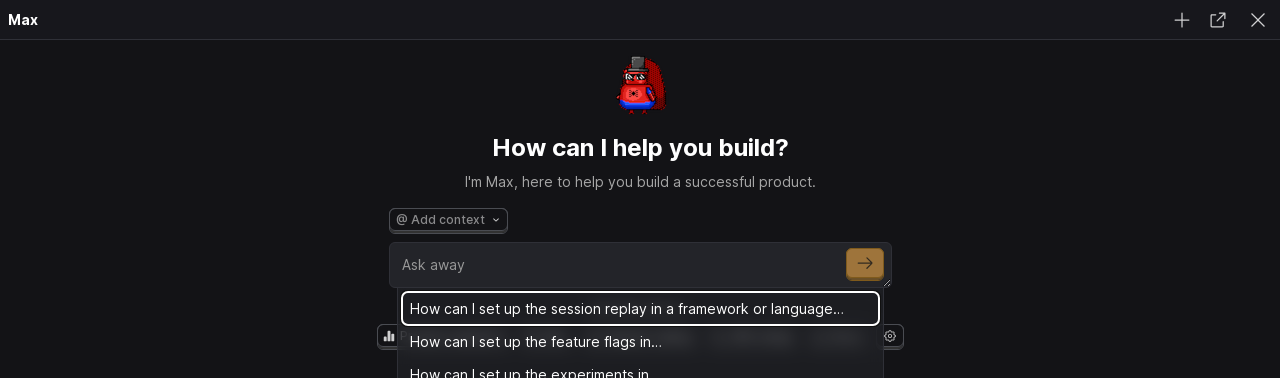 Max
How can I help you build?
I'm Max, here to help you build a successful product.
@ Add context
Ask away
How can I set up the session replay in a framework or language…
How can I set up the feature flags in…
How can I set up the experiments in…